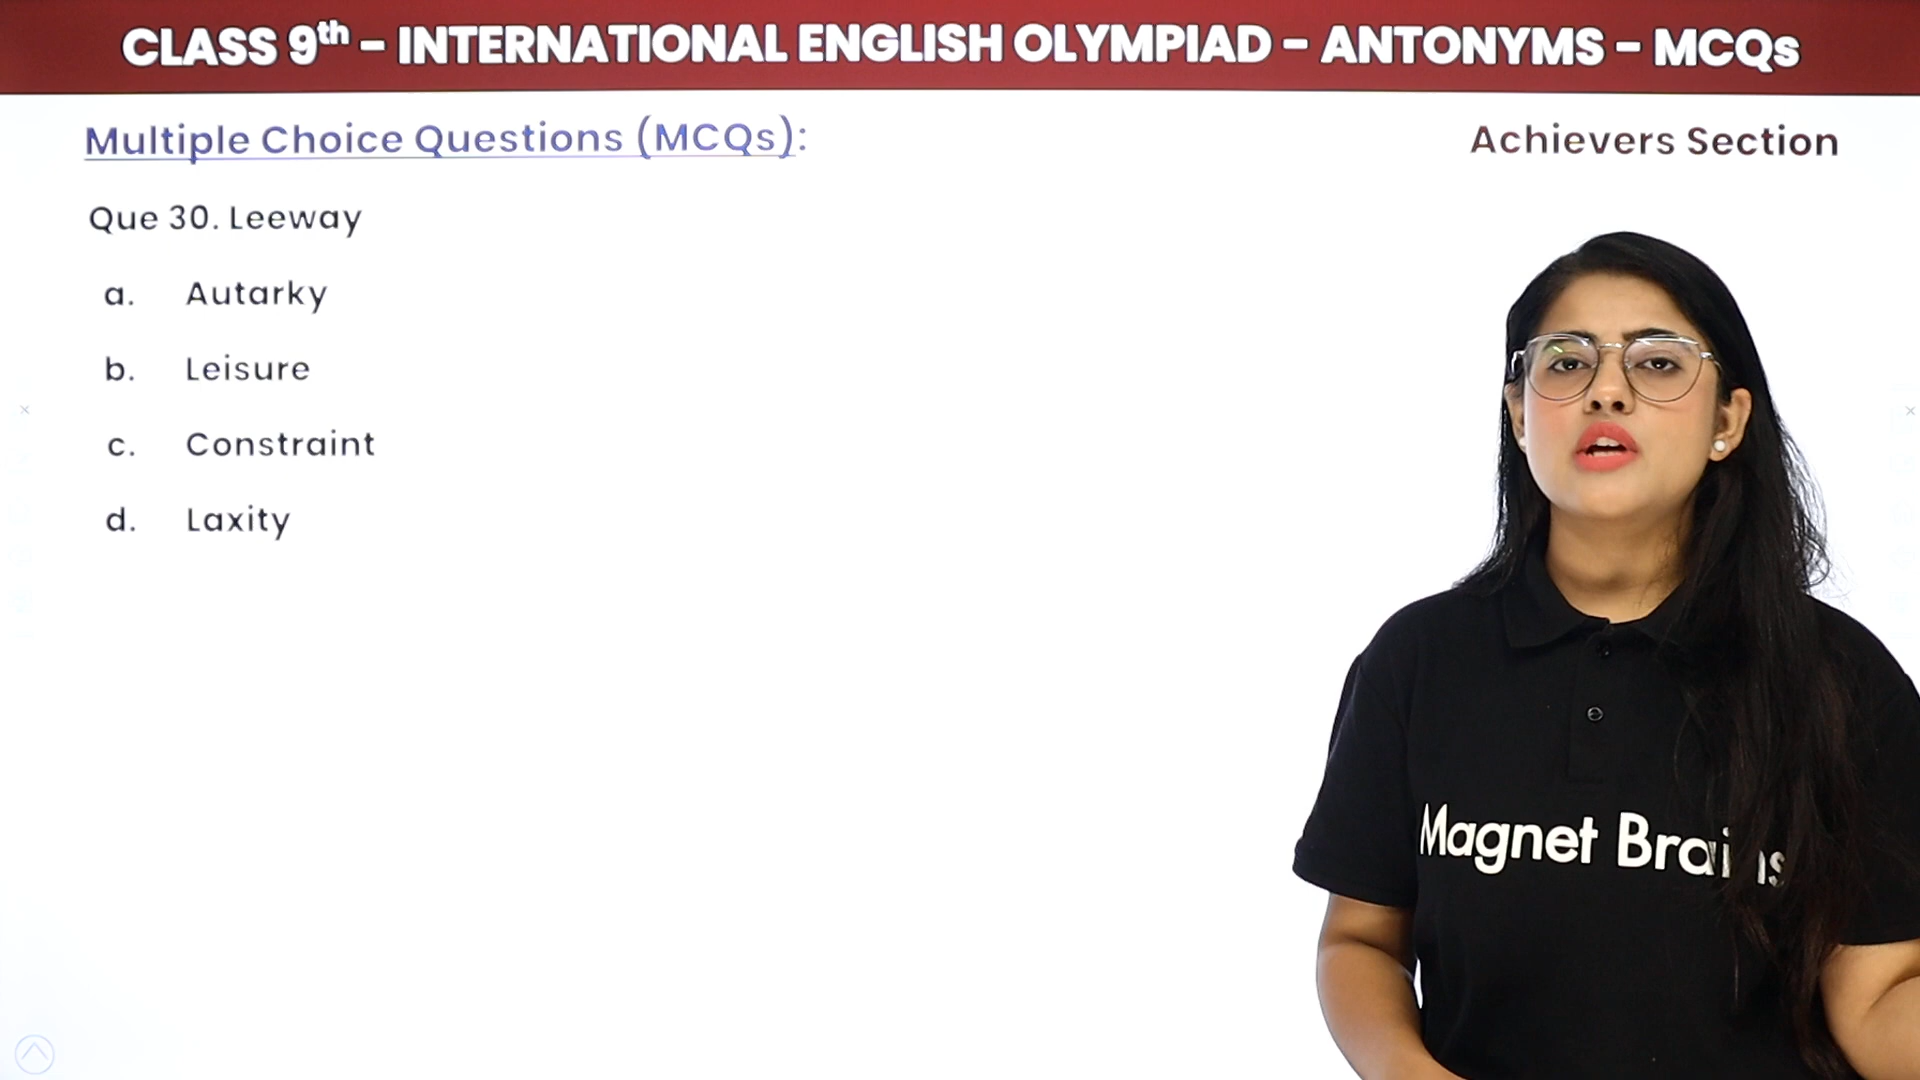 CLASS 9th - INTERNATIONAL ENGLISH OLYMPIAD - ANTONYMS - MCQs
Multiple Choice Questions (MCQs):
Achievers Section
Que 30. Leeway
a. Autarky
b. Leisure
c. Constraint
d. Laxity
Magnet Brains